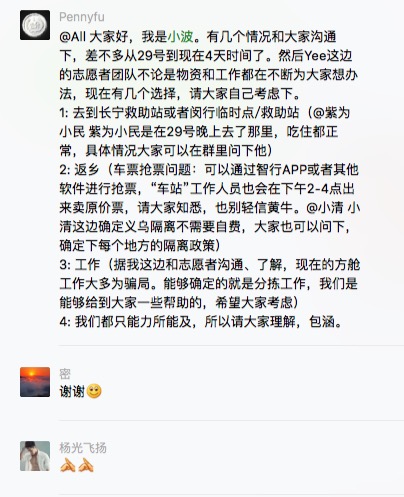 Pennyfu
@All 大家好，我是小波。有几个情况和大家沟通
下，差不多从29号到现在4天时间了。然后Yee这边
的志愿者团队不论是物资和工作都在不断为大家想办
法，现在有几个选择，请大家自己考虑下。
1: 去到长宁救助站或者闵行临时点/救助站（@紫为
小民 紫为小民是在29号晚上去了那里，吃住都正
常，具体情况大家可以在群里问下他）
2: 返乡（车票抢票问题：可以通过智行APP或者其他
软件进行抢票，“车站”工作人员也会在下午2-4点出
来卖原价票，请大家知悉，也别轻信黄牛。@小清 小
清这边确定义乌隔离不需要自费，大家也可以问下，
确定下每个地方的隔离政策）
3: 工作（据我这边和志愿者沟通、了解，现在的方舱
工作大多为骗局。能够确定的就是分拣工作，我们是
能够给到大家一些帮助的，希望大家考虑）
4: 我们都只能力所能及，所以请大家理解，包涵。
密
谢谢
杨光飞扬